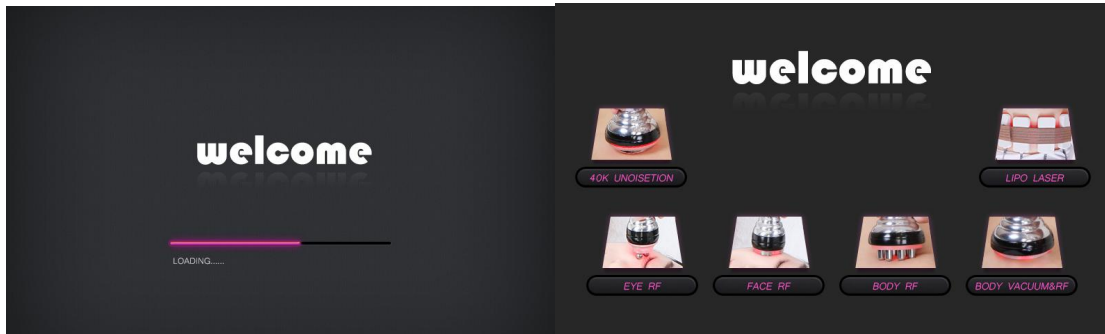 welcome
LOADING......
welcome
40K UNOISETION
LIPO LASER
EYE RF
FACE RF
BODY RF
BODY VACUUM&RF